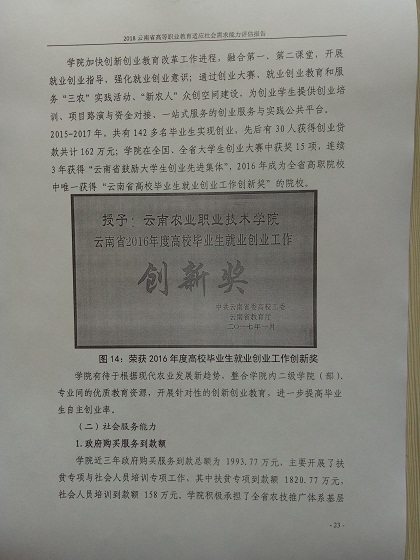 2018 云南省高等职业教育适应社会需求能力评估报告
学院加快创新创业教育改革工作进程，融合第一、第二课堂，开展
就业创业指导，强化就业创业意识；通过创业大赛、就业创业教育和服
务“三农”实践活动、“新农人”众创空间建设，为创业学生提供创业培
训、项目路演与资金对接，一站式服务的创业服务与实践公共平台。
2015-2017年，共有 142 多名毕业生实现创业，先后有 30 人获得创业贷
款共计 162 万元；学院在全国、全省大学生创业大赛中获奖 15 项，连续
3 年获得“云南省鼓励大学生创业先进集体”，2016 年成为全省高职院校
中唯一获得“云南省高校毕业生就业创业工作创新奖”的院校。
授予：云南农业职业技术学院
云南省2016年度高校毕业生就业创业工作
创新奖
中共云南省委高校工委
云南省教育厅
二〇一七年一月
图 14：荣获 2016 年度高校毕业生就业创业工作创新奖
学院有待于根据现代农业发展新趋势，整合学院内二级学院（部）、
专业间的优质教育资源，开展针对性的创新创业教育，进一步提高毕业
生自主创业率。
（二）社会服务能力
1.政府购买服务到款额
学院近三年政府购买服务到款总额为 1993.77 万元，主要开展了扶
贫专项与社会人员培训专项工作，其中扶贫专项到款额 1820.77 万元，
社会人员培训到款额 158 万元。学院积极承担了全省农技推广体系基层
- 23 -